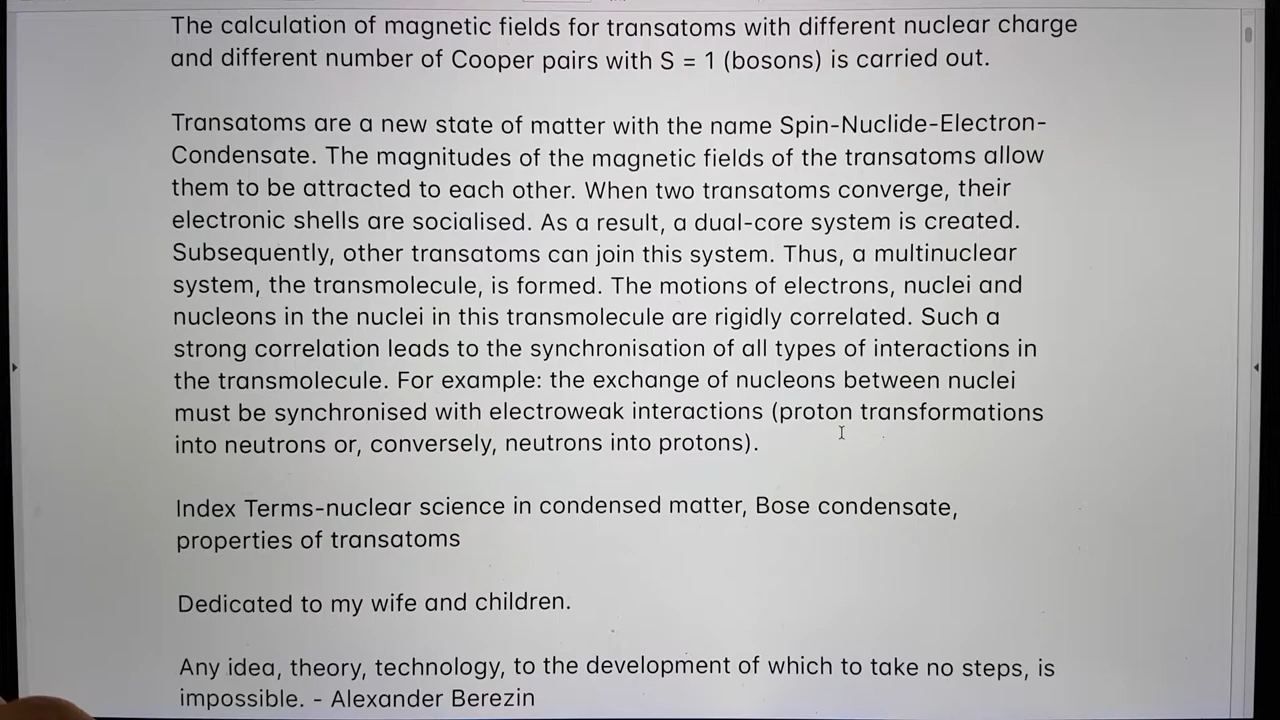 The calculation of magnetic fields for transatoms with different nuclear charge
and different number of Cooper pairs with S = 1 (bosons) is carried out.
Transatoms are a new state of matter with the name Spin-Nuclide-Electron-
Condensate. The magnitudes of the magnetic fields of the transatoms allow
them to be attracted to each other. When two transatoms converge, their
electronic shells are socialised. As a result, a dual-core system is created.
Subsequently, other transatoms can join this system. Thus, a multinuclear
system, the transmolecule, is formed. The motions of electrons, nuclei and
nucleons in the nuclei in this transmolecule are rigidly correlated. Such a
strong correlation leads to the synchronisation of all types of interactions in
the transmolecule. For example: the exchange of nucleons between nuclei
must be synchronised with electroweak interactions (proton transformations
into neutrons or, conversely, neutrons into protons).
Index Terms-nuclear science in condensed matter, Bose condensate,
properties of transatoms
Dedicated to my wife and children.
Any idea, theory, technology, to the development of which to take no steps, is
impossible. - Alexander Berezin